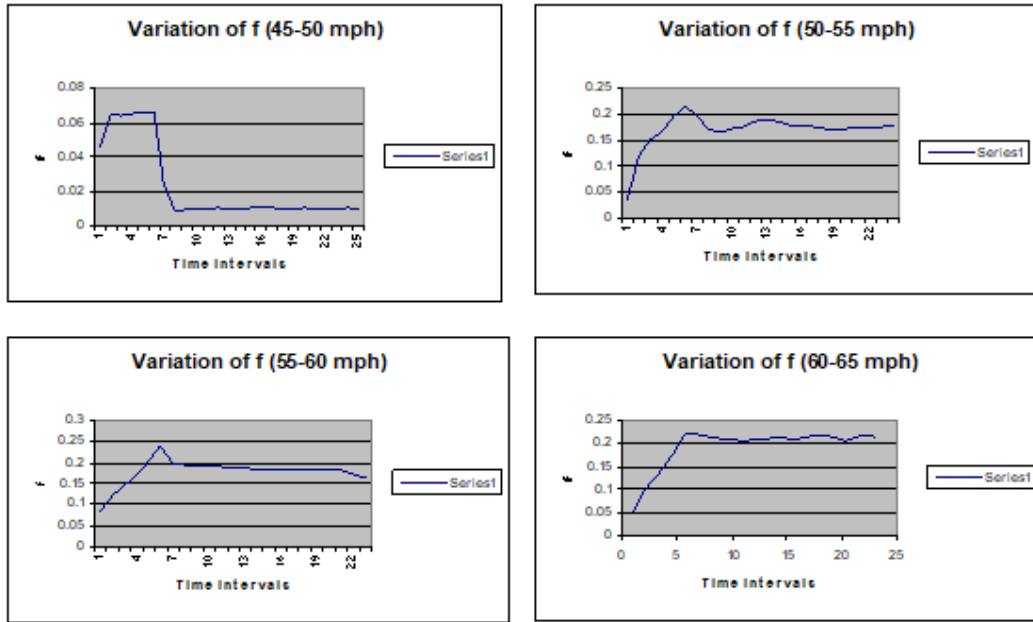 Variation of f (45-50 mph)
0.08
0.06
0.04
0.02
0
f
1 4 7 10 13 16 19 22 25
Time Intervals
Series1
Variation of f (50-55 mph)
0.25
0.2
0.15
0.1
0.05
0
f
1 4 7 10 13 16 19 22
Time Intervals
Series1
Variation of f (55-60 mph)
0.3
0.25
0.2
0.15
0.1
0.05
0
f
1 4 7 10 13 16 19 22
Time Intervals
Series1
Variation of f (60-65 mph)
0.25
0.2
0.15
0.1
0.05
0
f
0 5 10 15 20 25
Time Intervals
Series1